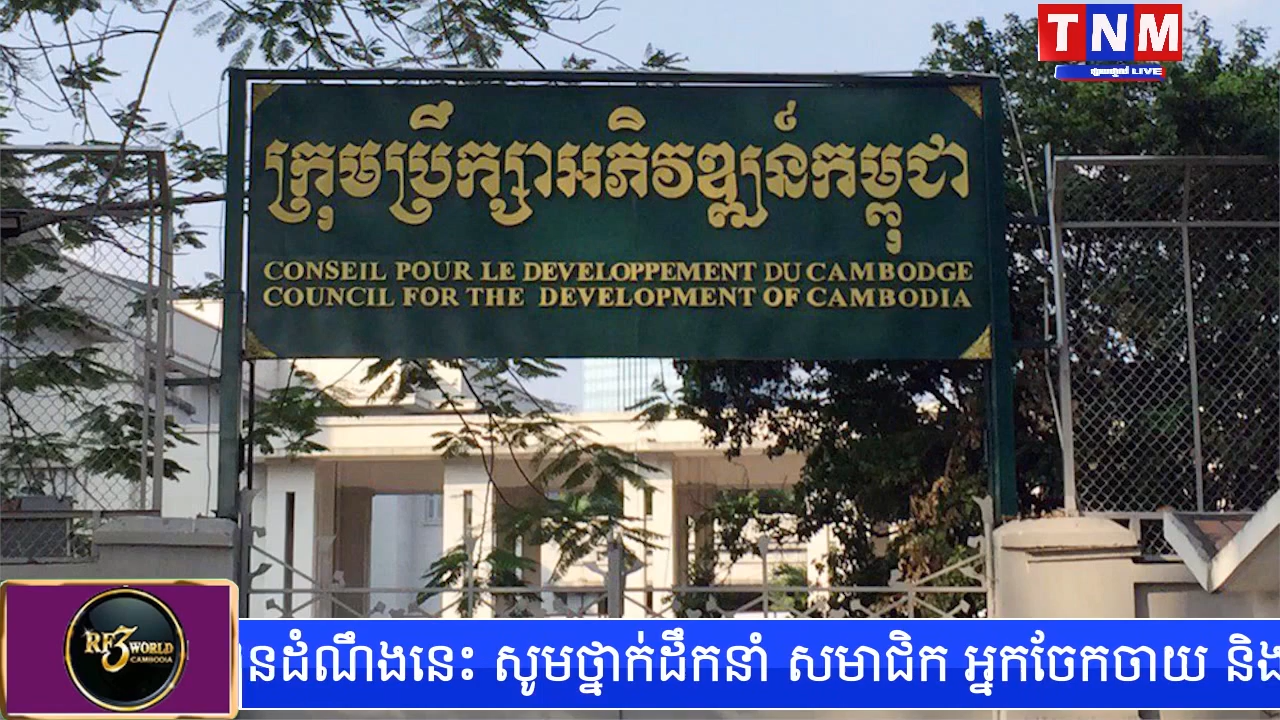 TNM
LIVE
ក្រុមប្រឹក្សាអភិវឌ្ឍន៍កម្ពុជា
CONSEIL POUR LE DEVELOPPEMENT DU CAMBODGE
COUNCIL FOR THE DEVELOPMENT OF CAMBODIA
RF3WORLD
CAMBODIA
ដំណឹងនេះ សូមថ្នាក់ដឹកនាំ សមាជិក អ្នកចែកចាយ និង